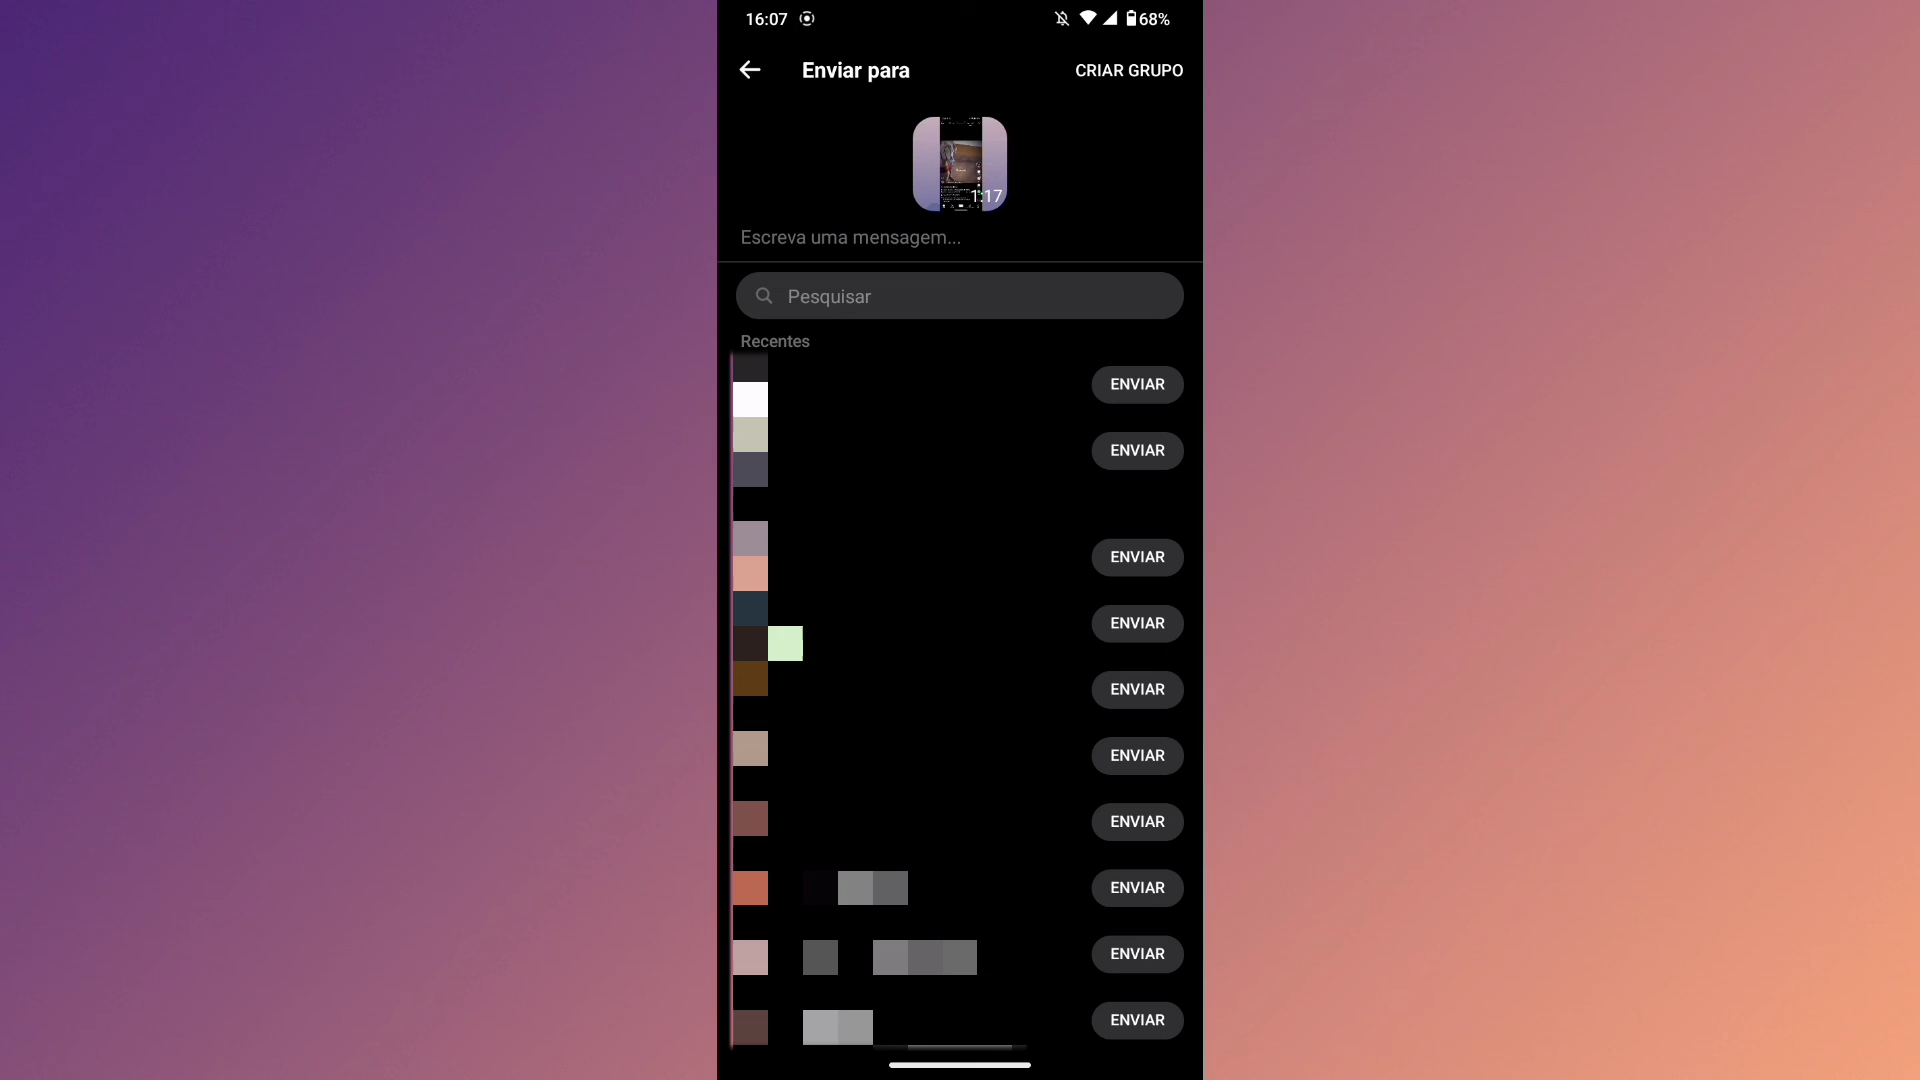 16:07
68%
Enviar para
CRIAR GRUPO
1:17
Escreva uma mensagem...
Pesquisar
Recentes
ENVIAR
ENVIAR
ENVIAR
ENVIAR
ENVIAR
ENVIAR
ENVIAR
ENVIAR
ENVIAR
ENVIAR